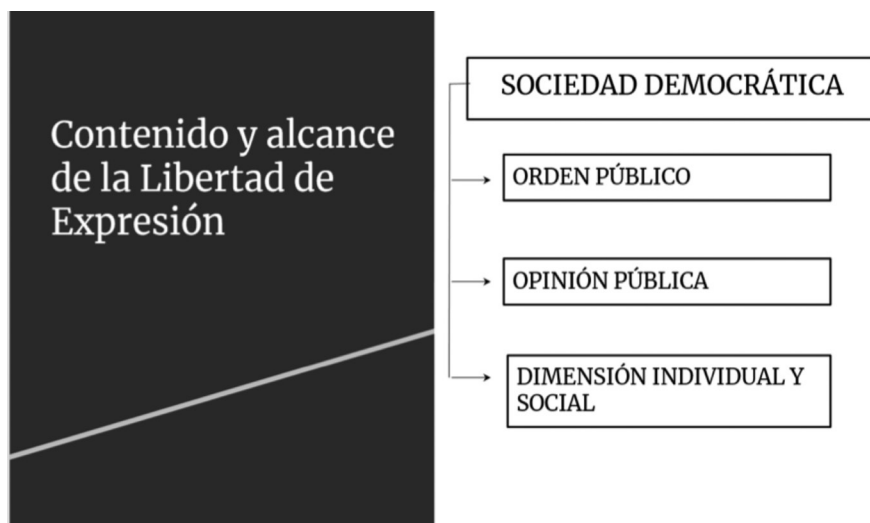 Contenido y alcance
de la Libertad de
Expresión
SOCIEDAD DEMOCRÁTICA
ORDEN PÚBLICO
OPINIÓN PÚBLICA
DIMENSIÓN INDIVIDUAL Y
SOCIAL